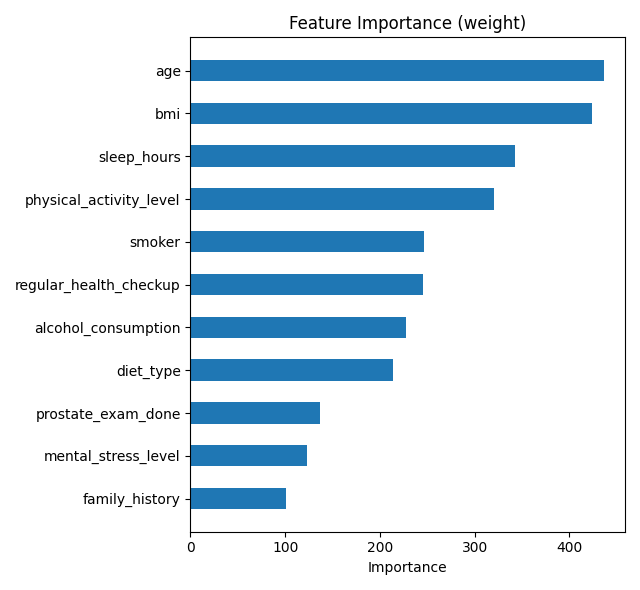 Feature Importance (weight)
age
bmi
sleep_hours
physical_activity_level
smoker
regular_health_checkup
alcohol_consumption
diet_type
prostate_exam_done
mental_stress_level
family_history
0 100 200 300 400
Importance